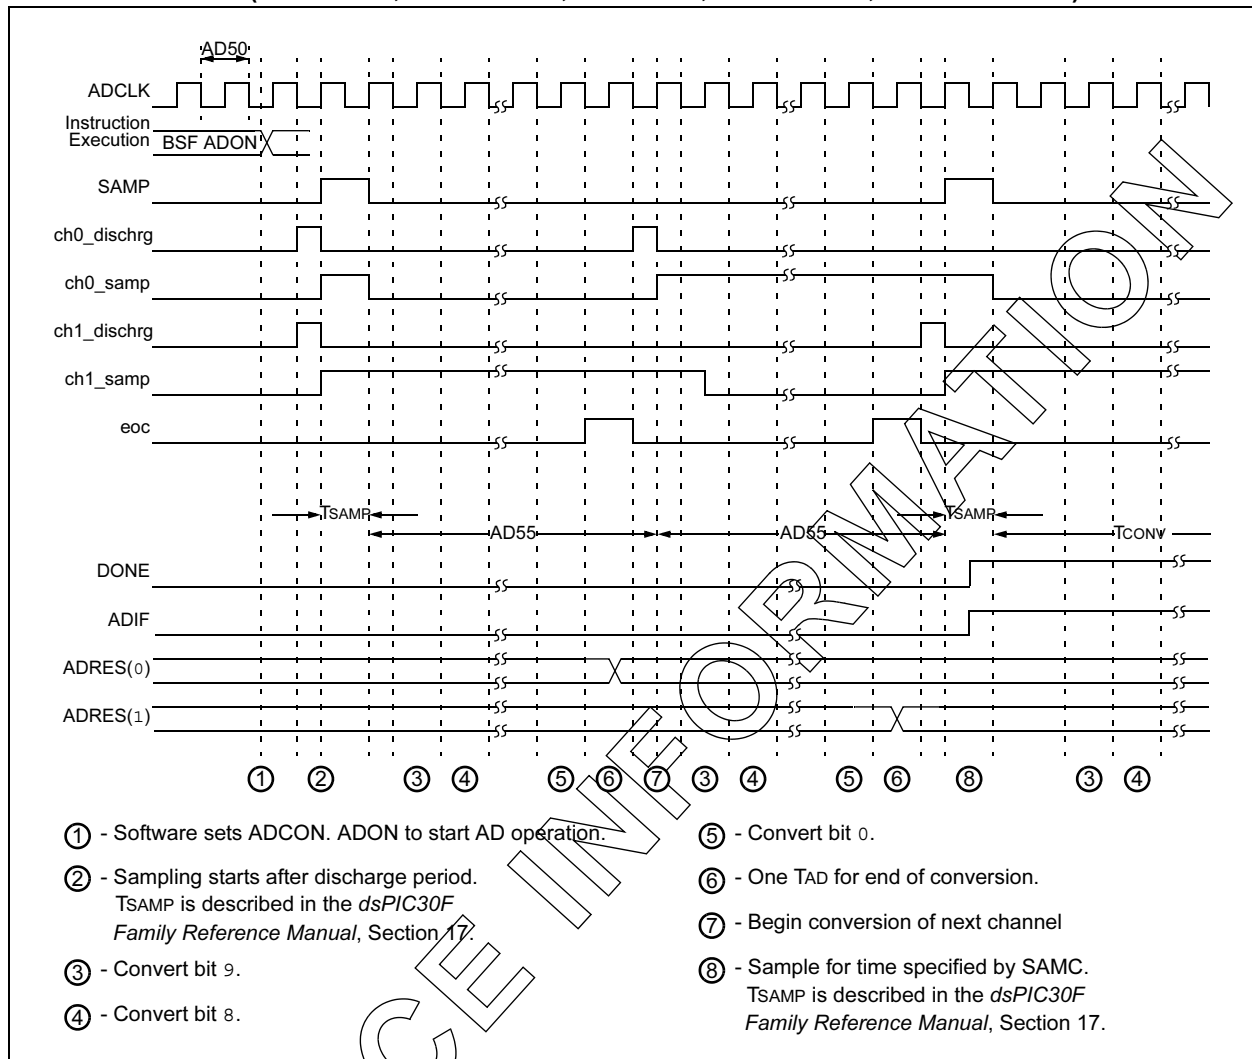 AD50
ADCLK
Instruction
Execution
BSF ADON
SAMP
ch0_dischrg
ch0_samp
ch1_dischrg
ch1_samp
eoc
TSAMP
TSAMP
AD55
AD55
TCONV
DONE
ADIF
ADRES(0)
ADRES(1)
1 2 3 4 5 6 7 3 4 5 6 8 3 4
1 - Software sets ADCON. ADON to start AD operation.
2 - Sampling starts after discharge period.
TSAMP is described in the dsPIC30F
Family Reference Manual, Section 17.
3 - Convert bit 9.
4 - Convert bit 8.
5 - Convert bit 0.
6 - One TAD for end of conversion.
7 - Begin conversion of next channel
8 - Sample for time specified by SAMC.
TSAMP is described in the dsPIC30F
Family Reference Manual, Section 17.
CE INFORMATION